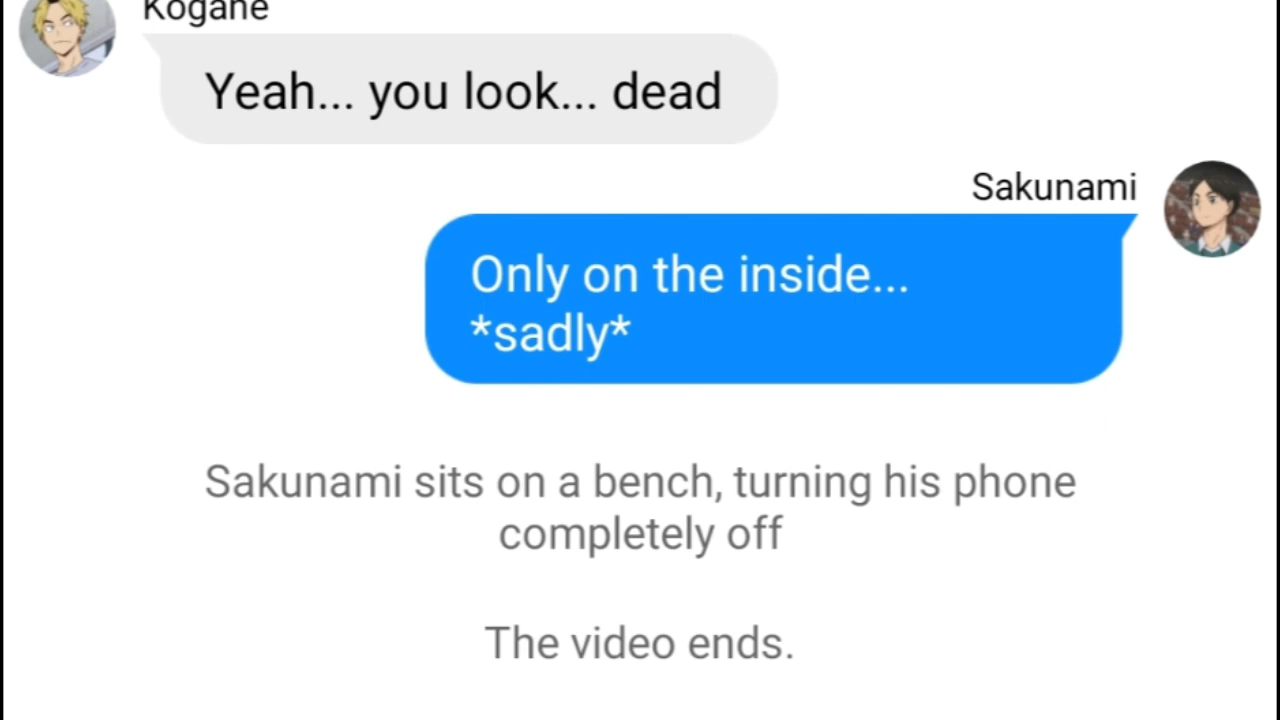 Kogane
Yeah... you look... dead
Sakunami
Only on the inside...
*sadly*
Sakunami sits on a bench, turning his phone
completely off
The video ends.